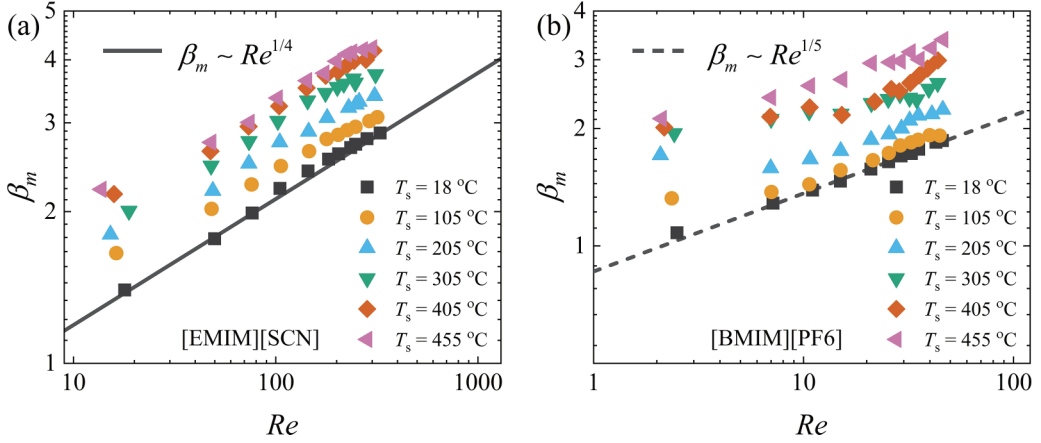 (a)
β_m ~ Re^1/4
5
4
3
2
1
β_m
T_s = 18 °C
T_s = 105 °C
T_s = 205 °C
T_s = 305 °C
T_s = 405 °C
T_s = 455 °C
[EMIM][SCN]
10 100 1000
Re
(b)
β_m ~ Re^1/5
4
3
2
1
β_m
T_s = 18 °C
T_s = 105 °C
T_s = 205 °C
T_s = 305 °C
T_s = 405 °C
T_s = 455 °C
[BMIM][PF6]
1 10 100
Re